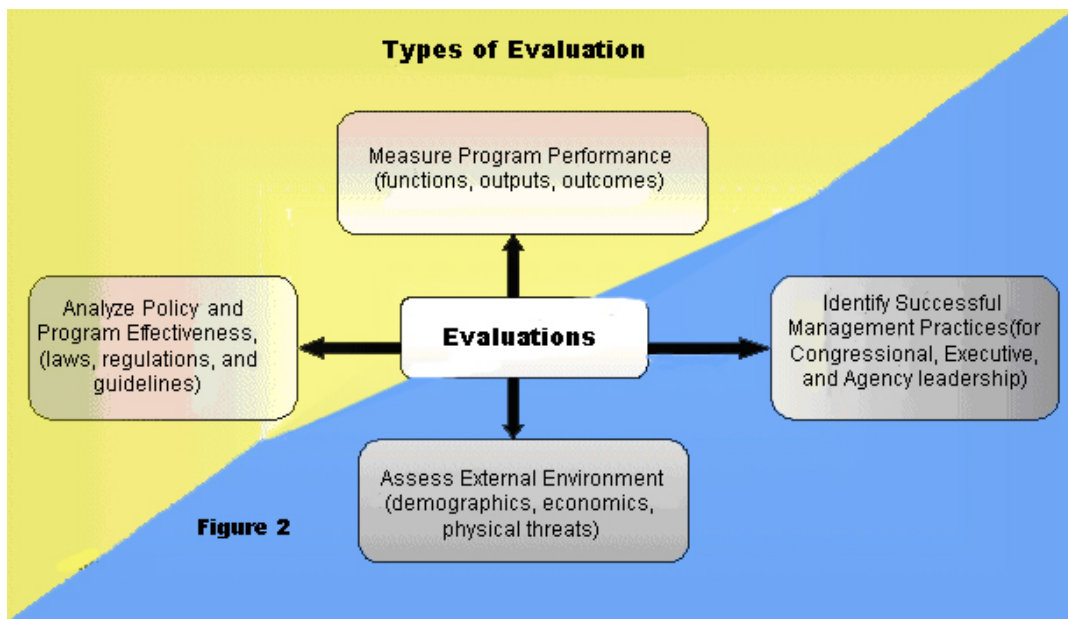 Types of Evaluation
Measure Program Performance
(functions, outputs, outcomes)
Analyze Policy and
Program Effectiveness,
(laws, regulations, and
guidelines)
Evaluations
Identify Successful
Management Practices(for
Congressional, Executive,
and Agency leadership)
Assess External Environment
(demographics, economics,
physical threats)
Figure 2